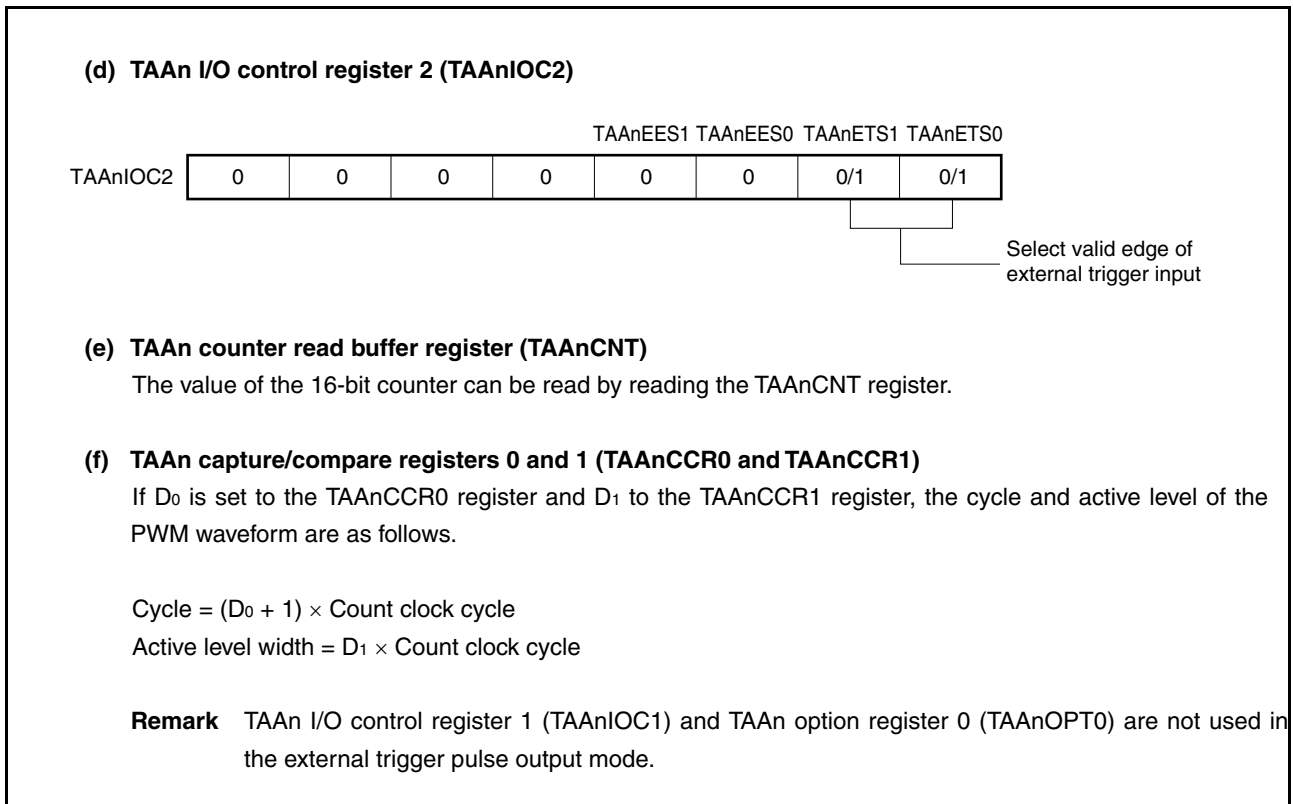 (d) TAAn I/O control register 2 (TAAnIOC2)
TAAnEES1 TAAnEES0 TAAnETS1 TAAnETS0
TAAnIOC2 0 0 0 0 0 0 0/1 0/1
Select valid edge of
external trigger input
(e) TAAn counter read buffer register (TAAnCNT)
The value of the 16-bit counter can be read by reading the TAAnCNT register.
(f) TAAn capture/compare registers 0 and 1 (TAAnCCR0 and TAAnCCR1)
If D0 is set to the TAAnCCR0 register and D1 to the TAAnCCR1 register, the cycle and active level of the
PWM waveform are as follows.
Cycle = (D0 + 1) × Count clock cycle
Active level width = D1 × Count clock cycle
Remark TAAn I/O control register 1 (TAAnIOC1) and TAAn option register 0 (TAAnOPT0) are not used in
the external trigger pulse output mode.